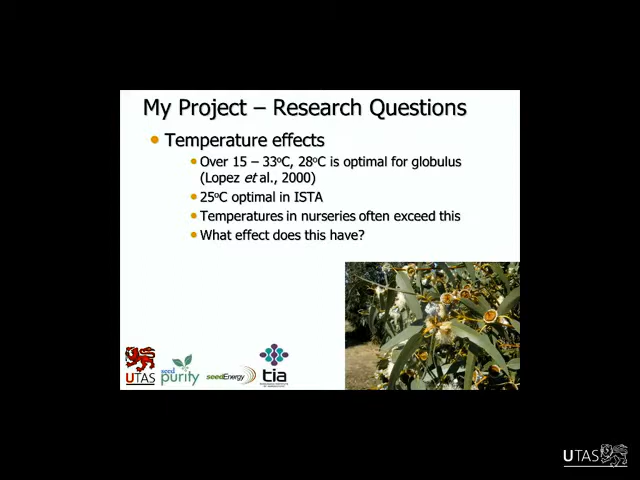 My Project – Research Questions
Temperature effects
Over 15 – 33ºC, 28ºC is optimal for globulus
(Lopez et al., 2000)
25ºC optimal in ISTA
Temperatures in nurseries often exceed this
What effect does this have?
UTAS
seed
purity
seedEnergy
tia
UTAS